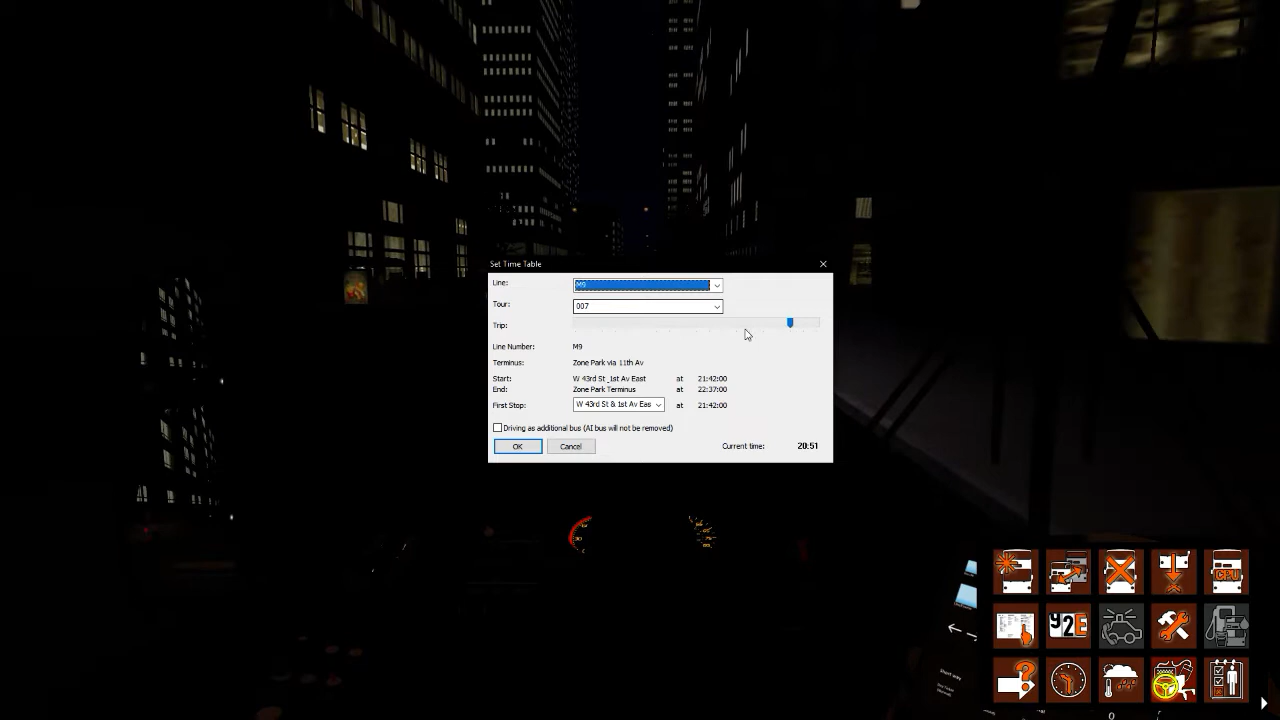 Set Time Table
Line: M9
Tour: 007
Trip:
Line Number: M9
Terminus: Zone Park via 11th Av
Start: W 43rd St _1st Av East at 21:42:00
End: Zone Park Terminus at 22:37:00
First Stop: W 43rd St & 1st Av Eas at 21:42:00
Driving as additional bus (AI bus will not be removed)
OK Cancel Current time: 20:51
CPU
92E
Short way